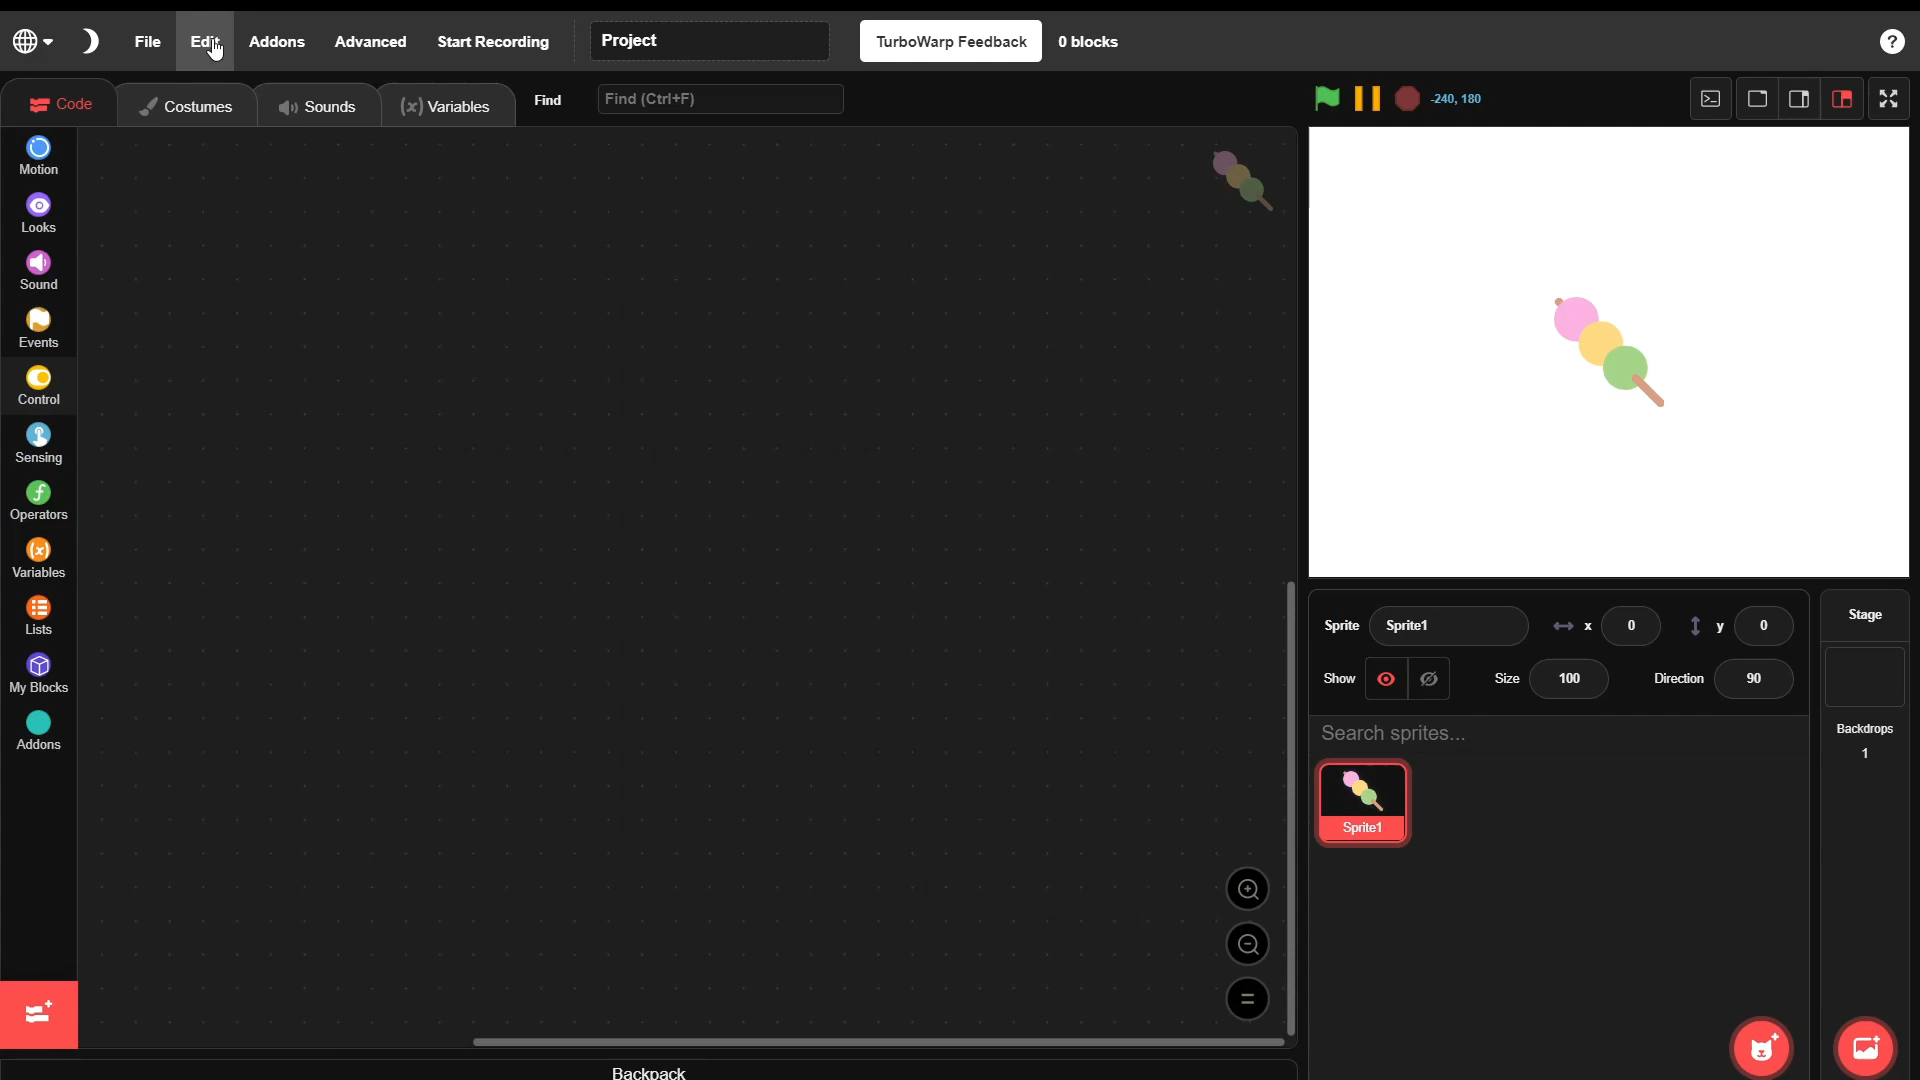 File Edit Addons Advanced Start Recording Project TurboWarp Feedback 0 blocks ?
Code Costumes Sounds (x) Variables Find Find (Ctrl+F) -240, 180
Motion
Looks
Sound
Events
Control
Sensing
Operators
Variables
Lists
My Blocks
Addons
Sprite Sprite1 x 0 y 0
Show Size 100 Direction 90
Search sprites...
Sprite1
Stage
Backdrops
1
Backpack